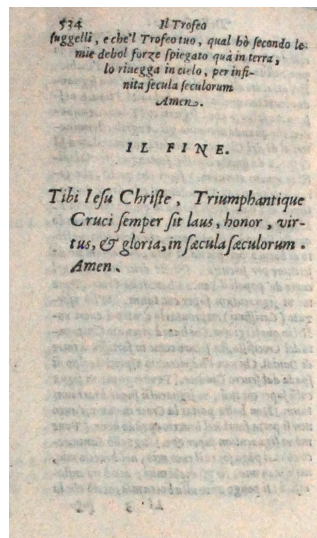 534 Il Trofeo
suggelli, e che'l Trofeo tuo, qual hò secondo le
mie debol forze spiegato quà in terra,
lo riuegga in cielo, per infi-
nita secula seculorum
Amen.
IL FINE.
Tibi Iesu Christe, Triumphantique
Cruci semper sit laus, honor, vir-
tus, & gloria, in sæcula sæculorum.
Amen.